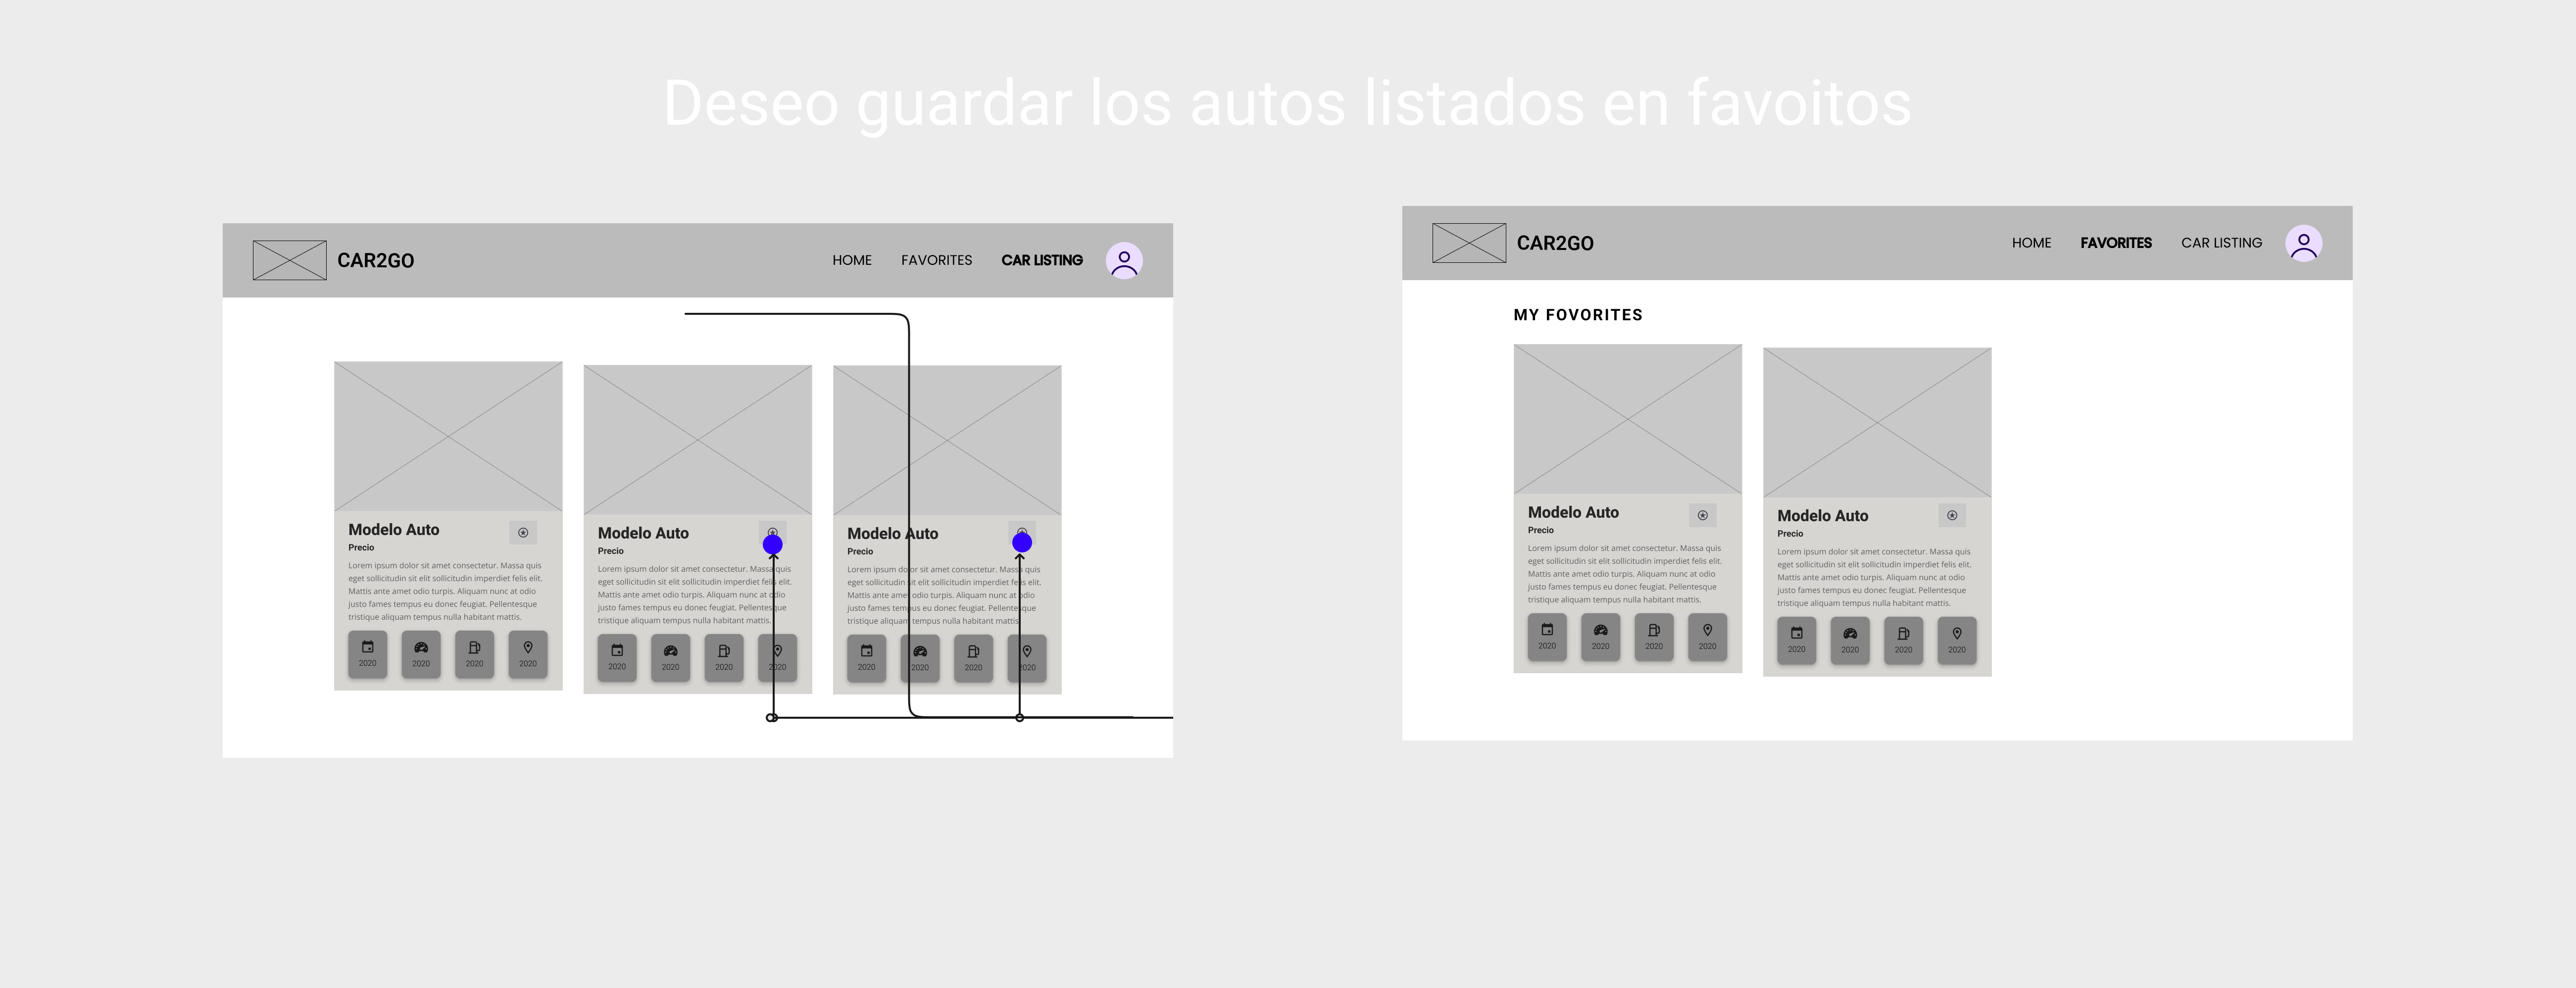 Deseo guardar los autos listados en favoitos
CAR2GO
HOME FAVORITES CAR LISTING
Modelo Auto
Precio
Lorem ipsum dolor sit amet consectetur. Massa quis
eget sollicitudin sit elit sollicitudin imperdiet felis elit.
Mattis ante amet odio turpis. Aliquam nunc at odio
justo fames tempus eu donec feugiat. Pellentesque
tristique aliquam tempus nulla habitant mattis.
2020 2020 2020 2020
Modelo Auto
Precio
Lorem ipsum dolor sit amet consectetur. Massa quis
eget sollicitudin sit elit sollicitudin imperdiet felis elit.
Mattis ante amet odio turpis. Aliquam nunc at odio
justo fames tempus eu donec feugiat. Pellentesque
tristique aliquam tempus nulla habitant mattis.
2020 2020 2020 2020
Modelo Auto
Precio
Lorem ipsum dolor sit amet consectetur. Massa quis
eget sollicitudin sit elit sollicitudin imperdiet felis elit.
Mattis ante amet odio turpis. Aliquam nunc at odio
justo fames tempus eu donec feugiat. Pellentesque
tristique aliquam tempus nulla habitant mattis.
2020 2020 2020 2020
CAR2GO
HOME FAVORITES CAR LISTING
MY FOVORITES
Modelo Auto
Precio
Lorem ipsum dolor sit amet consectetur. Massa quis
eget sollicitudin sit elit sollicitudin imperdiet felis elit.
Mattis ante amet odio turpis. Aliquam nunc at odio
justo fames tempus eu donec feugiat. Pellentesque
tristique aliquam tempus nulla habitant mattis.
2020 2020 2020 2020
Modelo Auto
Precio
Lorem ipsum dolor sit amet consectetur. Massa quis
eget sollicitudin sit elit sollicitudin imperdiet felis elit.
Mattis ante amet odio turpis. Aliquam nunc at odio
justo fames tempus eu donec feugiat. Pellentesque
tristique aliquam tempus nulla habitant mattis.
2020 2020 2020 2020